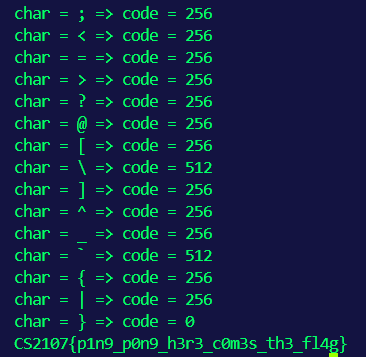 char = ; => code = 256
char = < => code = 256
char = = => code = 256
char = > => code = 256
char = ? => code = 256
char = @ => code = 256
char = [ => code = 256
char = \ => code = 512
char = ] => code = 256
char = ^ => code = 256
char = _ => code = 256
char = ` => code = 512
char = { => code = 256
char = | => code = 256
char = } => code = 0
CS2107{p1n9_p0n9_h3r3_c0m3s_th3_fl4g}